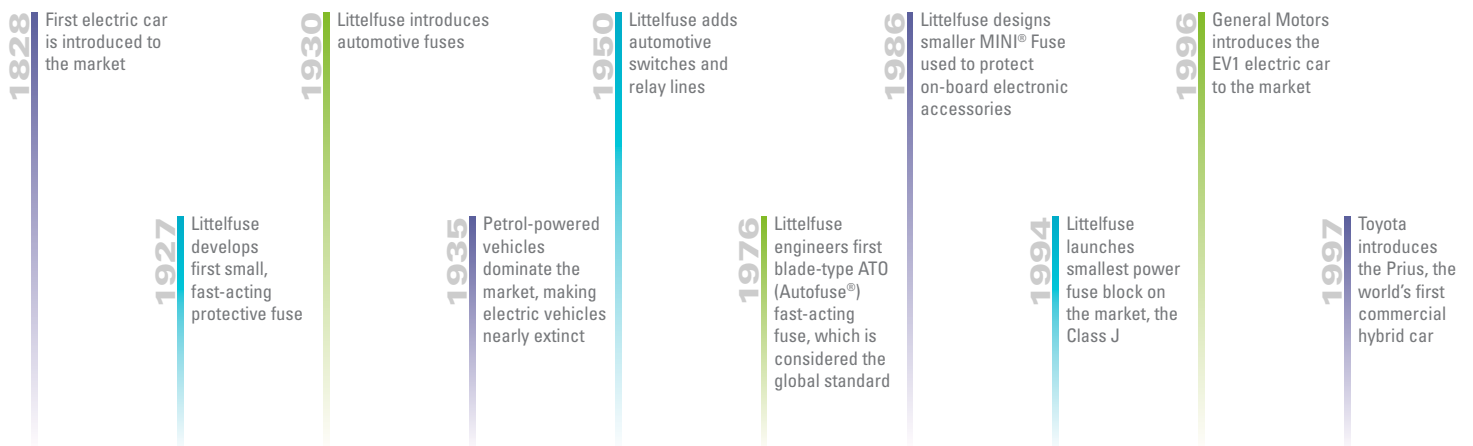 1828
First electric car
is introduced to
the market
1927
Littelfuse
develops
first small,
fast-acting
protective fuse
1930
Littelfuse introduces
automotive fuses
1935
Petrol-powered
vehicles
dominate the
market, making
electric vehicles
nearly extinct
1950
Littelfuse adds
automotive
switches and
relay lines
1976
Littelfuse
engineers first
blade-type ATO
(Autofuse®)
fast-acting
fuse, which is
considered the
global standard
1986
Littelfuse designs
smaller MINI® Fuse
used to protect
on-board electronic
accessories
1994
Littelfuse
launches
smallest power
fuse block on
the market, the
Class J
1996
General Motors
introduces the
EV1 electric car
to the market
1997
Toyota
introduces
the Prius, the
world’s first
commercial
hybrid car